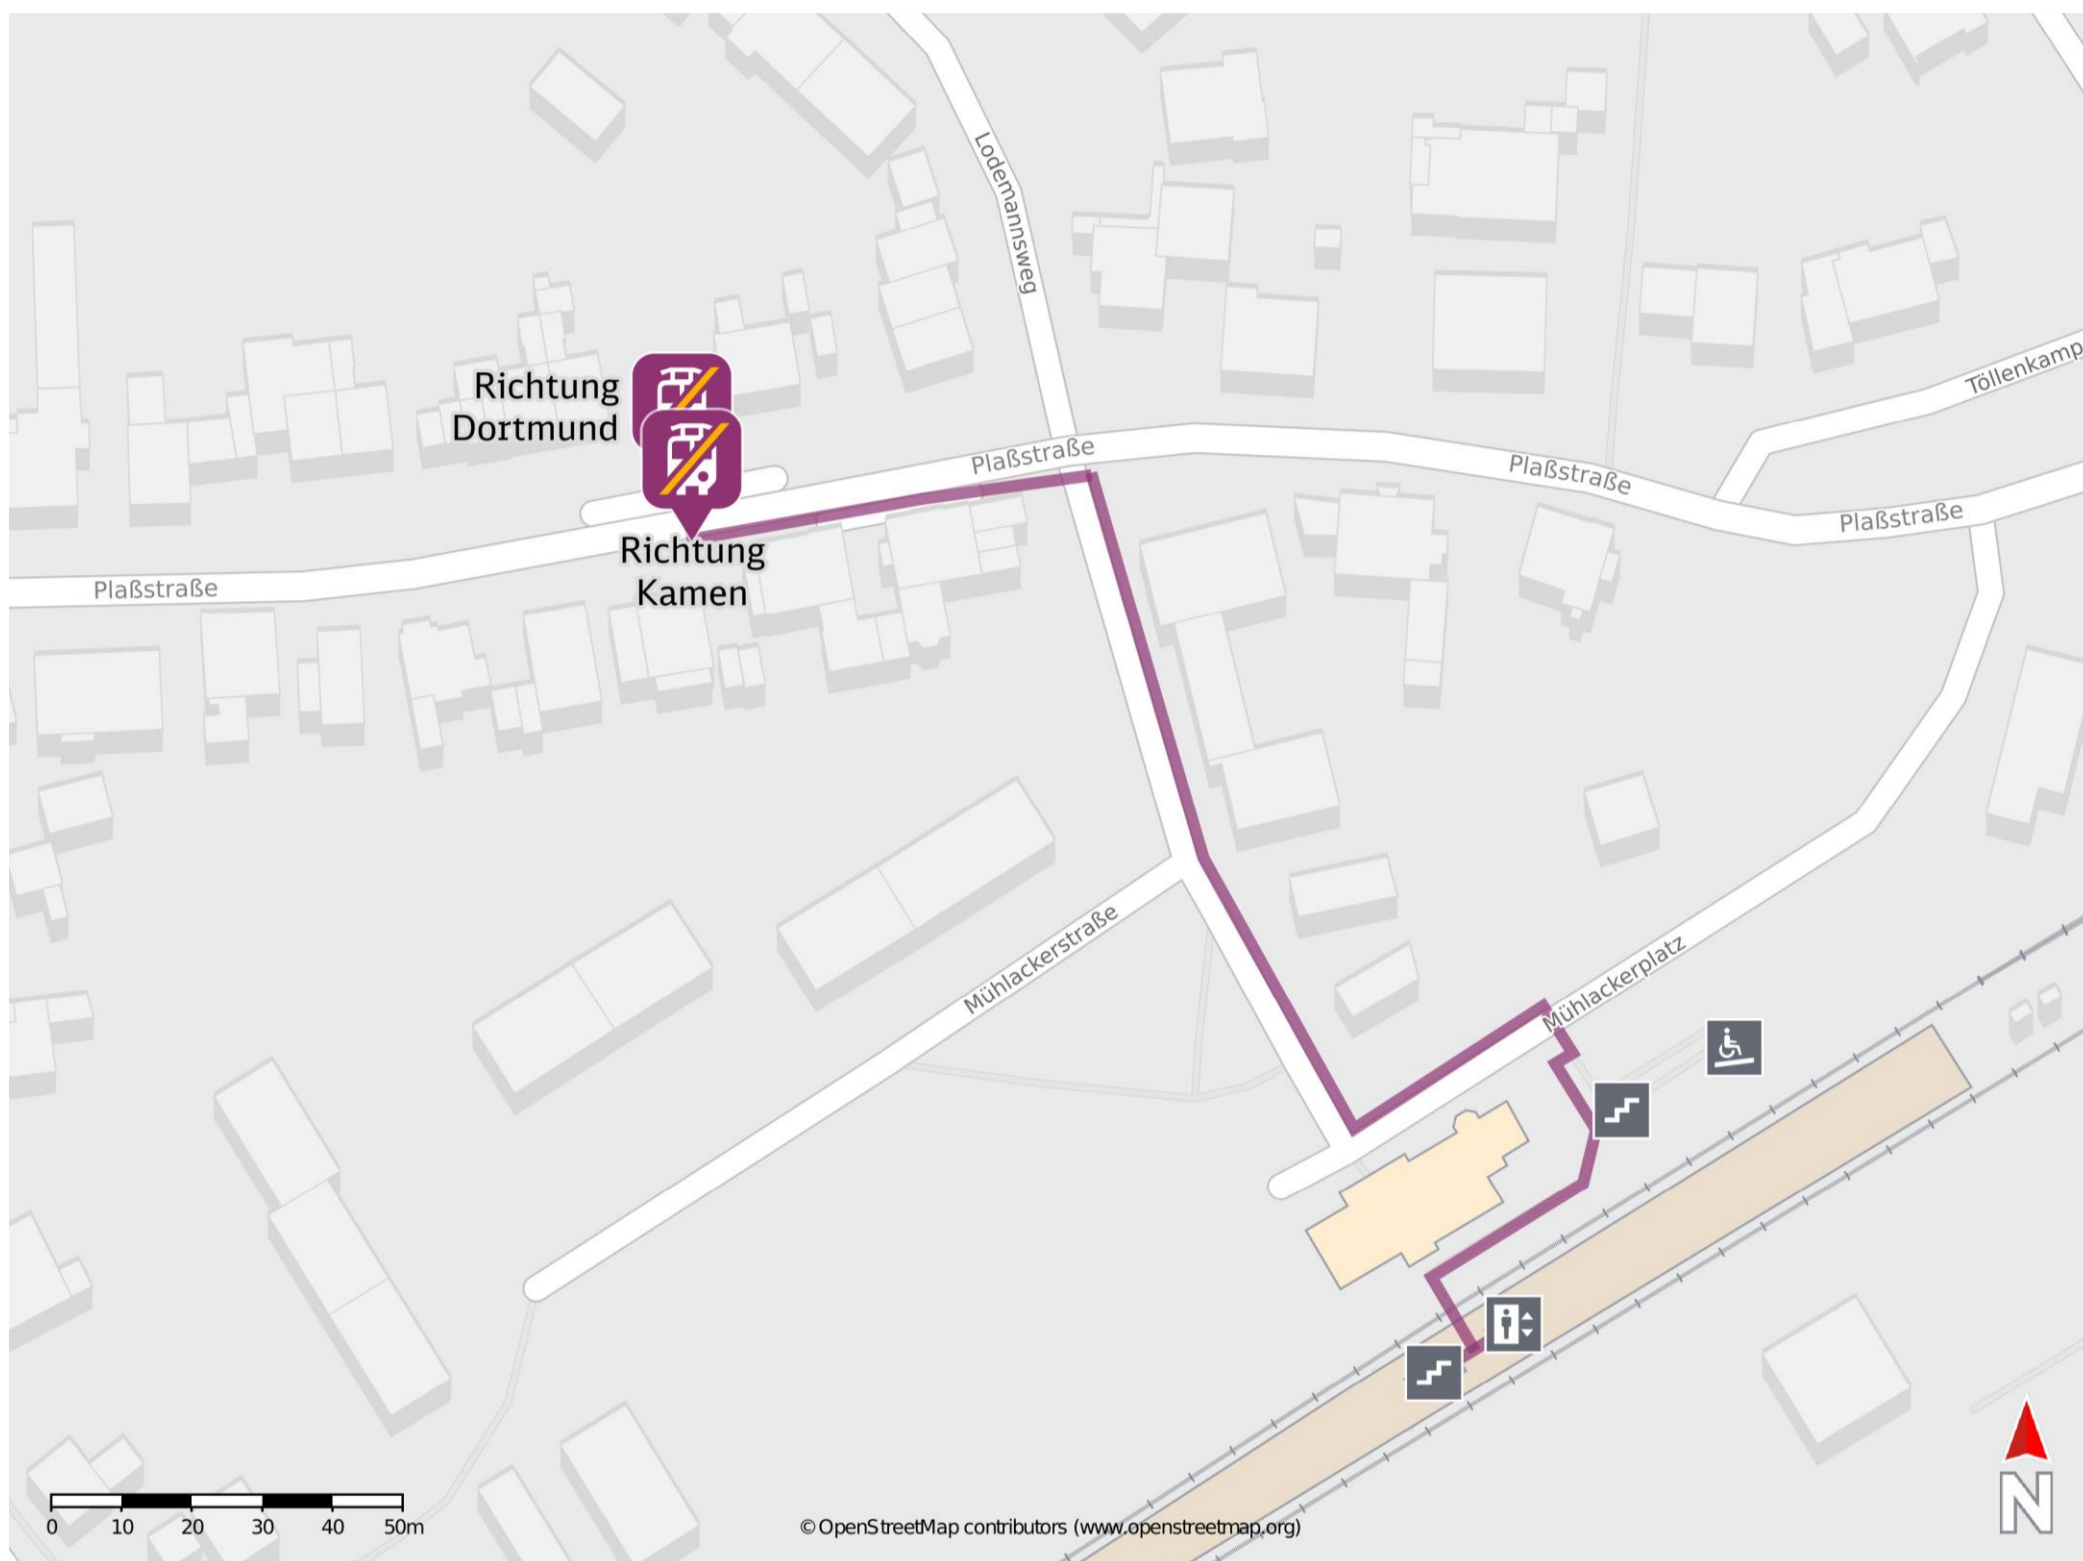 Lodemannsweg
Töllenkamp
Richtung
Dortmund
Plaßstraße
Plaßstraße
Plaßstraße
Richtung
Kamen
Plaßstraße
Mühlackerstraße
Mühlackerplatz
0 10 20 30 40 50m
© OpenStreetMap contributors (www.openstreetmap.org)
N